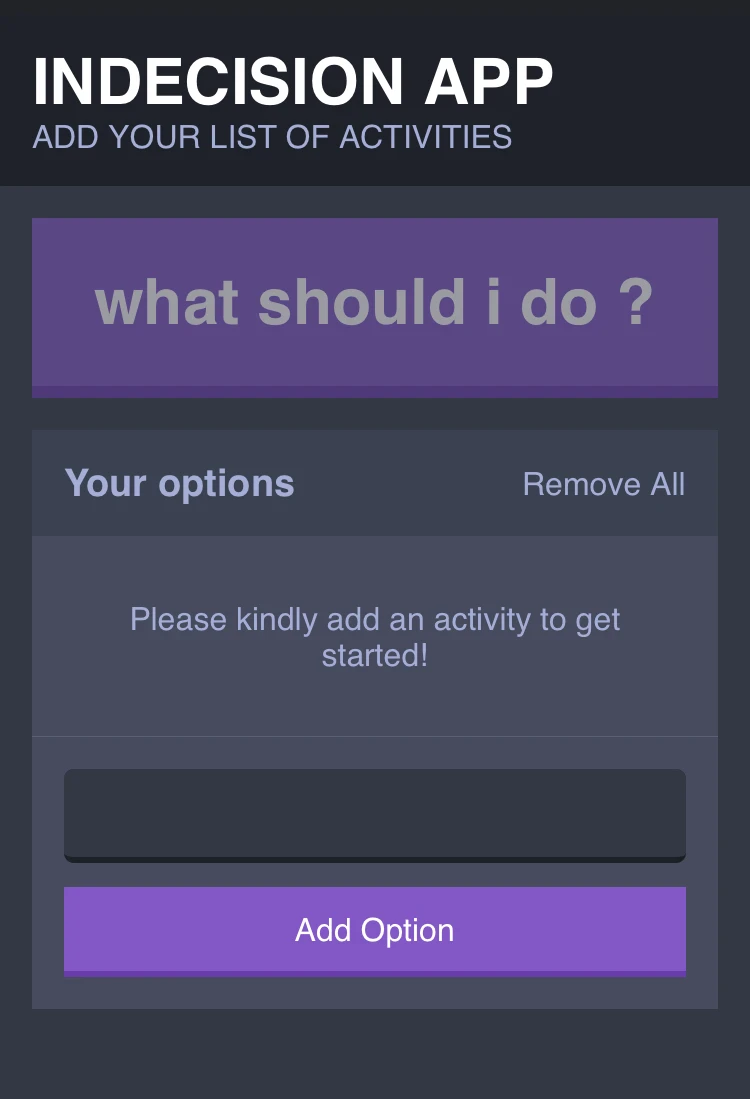 INDECISION APP
ADD YOUR LIST OF ACTIVITIES
what should i do ?
Your options
Remove All
Please kindly add an activity to get
started!
Add Option